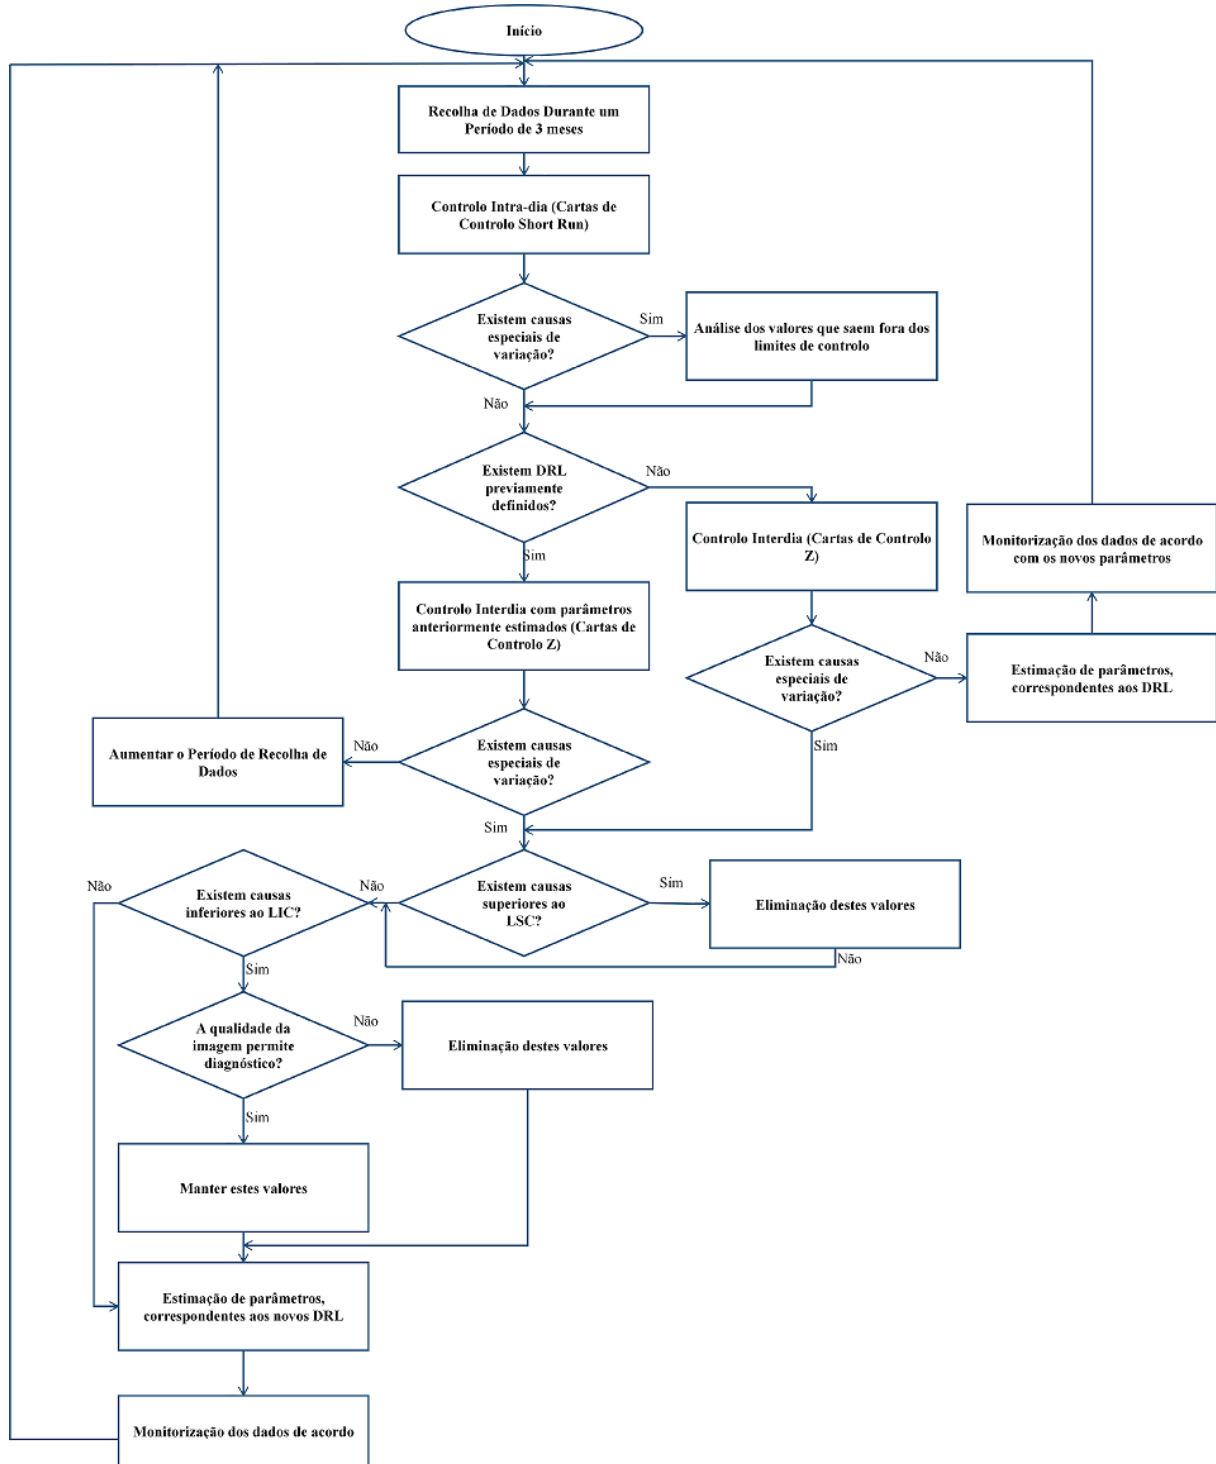 Início
Recolha de Dados Durante um
Período de 3 meses
Controlo Intra-dia (Cartas de
Controlo Short Run)
Existem causas
especiais de
variação?
Sim
Análise dos valores que saem fora dos
limites de controlo
Não
Existem DRL
previamente
definidos?
Não
Sim
Controlo Interdia (Cartas de Controlo
Z)
Monitorização dos dados de acordo
com os novos parâmetros
Controlo Interdia com parâmetros
anteriormente estimados (Cartas de
Controlo Z)
Existem causas
especiais de
variação?
Não
Estimação de parâmetros,
correspondentes aos DRL
Sim
Existem causas
especiais de
variação?
Não
Aumentar o Período de Recolha de
Dados
Sim
Existem causas
superiores ao
LSC?
Sim
Eliminação destes valores
Não
Não
Existem causas
inferiores ao LIC?
Não
Sim
A qualidade da
imagem permite
diagnóstico?
Não
Eliminação destes valores
Sim
Manter estes valores
Estimação de parâmetros,
correspondentes aos novos DRL
Monitorização dos dados de acordo